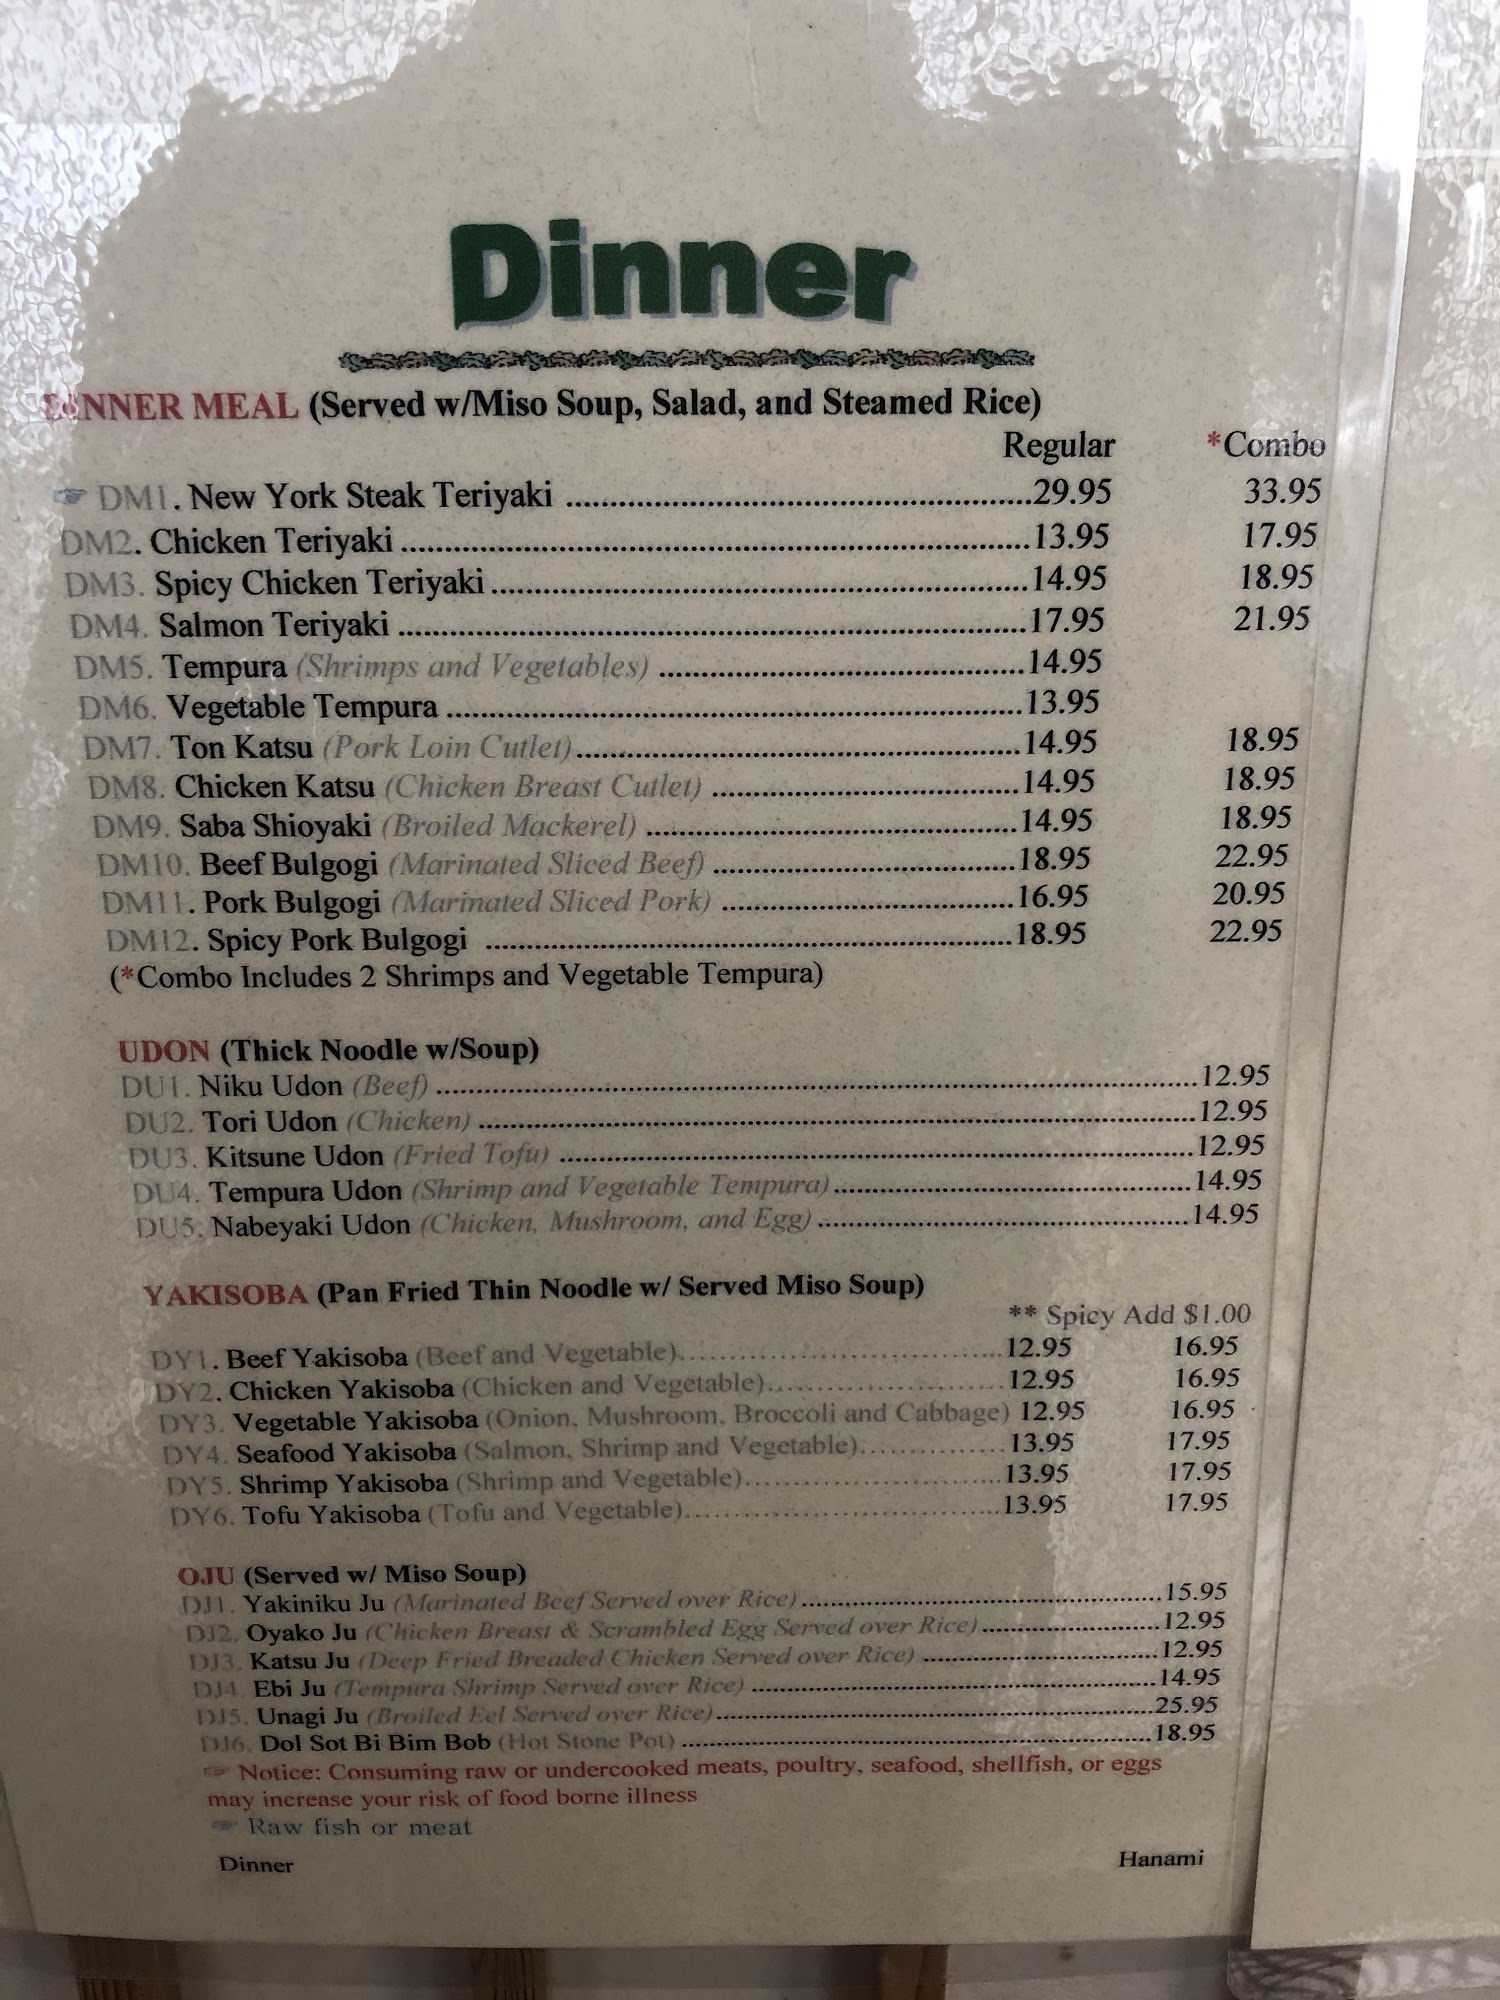 Dinner
DINNER MEAL (Served w/Miso Soup, Salad, and Steamed Rice)
Regular *Combo
☞ DM1. New York Steak Teriyaki ...... 29.95 33.95
DM2. Chicken Teriyaki ...... 13.95 17.95
DM3. Spicy Chicken Teriyaki ...... 14.95 18.95
DM4. Salmon Teriyaki ...... 17.95 21.95
DM5. Tempura (Shrimps and Vegetables) ...... 14.95
DM6. Vegetable Tempura ...... 13.95
DM7. Ton Katsu (Pork Loin Cutlet) ...... 14.95 18.95
DM8. Chicken Katsu (Chicken Breast Cutlet) ...... 14.95 18.95
DM9. Saba Shioyaki (Broiled Mackerel) ...... 14.95 18.95
DM10. Beef Bulgogi (Marinated Sliced Beef) ...... 18.95 22.95
DM11. Pork Bulgogi (Marinated Sliced Pork) ...... 16.95 20.95
DM12. Spicy Pork Bulgogi ...... 18.95 22.95
(*Combo Includes 2 Shrimps and Vegetable Tempura)
UDON (Thick Noodle w/Soup)
DU1. Niku Udon (Beef) ...... 12.95
DU2. Tori Udon (Chicken) ...... 12.95
DU3. Kitsune Udon (Fried Tofu) ...... 12.95
DU4. Tempura Udon (Shrimp and Vegetable Tempura) ...... 14.95
DU5. Nabeyaki Udon (Chicken, Mushroom, and Egg) ...... 14.95
YAKISOBA (Pan Fried Thin Noodle w/ Served Miso Soup)
** Spicy Add $1.00
DY1. Beef Yakisoba (Beef and Vegetable) ...... 12.95 16.95
DY2. Chicken Yakisoba (Chicken and Vegetable) ...... 12.95 16.95
DY3. Vegetable Yakisoba (Onion, Mushroom, Broccoli and Cabbage) 12.95 16.95
DY4. Seafood Yakisoba (Salmon, Shrimp and Vegetable) ...... 13.95 17.95
DY5. Shrimp Yakisoba (Shrimp and Vegetable) ...... 13.95 17.95
DY6. Tofu Yakisoba (Tofu and Vegetable) ...... 13.95 17.95
OJU (Served w/ Miso Soup)
DJ1. Yakiniku Ju (Marinated Beef Served over Rice) ...... 15.95
DJ2. Oyako Ju (Chicken Breast & Scrambled Egg Served over Rice) ...... 12.95
DJ3. Katsu Ju (Deep Fried Breaded Chicken Served over Rice) ...... 12.95
DJ4. Ebi Ju (Tempura Shrimp Served over Rice) ...... 14.95
DJ5. Unagi Ju (Broiled Eel Served over Rice) ...... 25.95
DJ6. Dol Sot Bi Bim Bob (Hot Stone Pot) ...... 18.95
☞ Notice: Consuming raw or undercooked meats, poultry, seafood, shellfish, or eggs
may increase your risk of food borne illness
☞ Raw fish or meat
Dinner Hanami